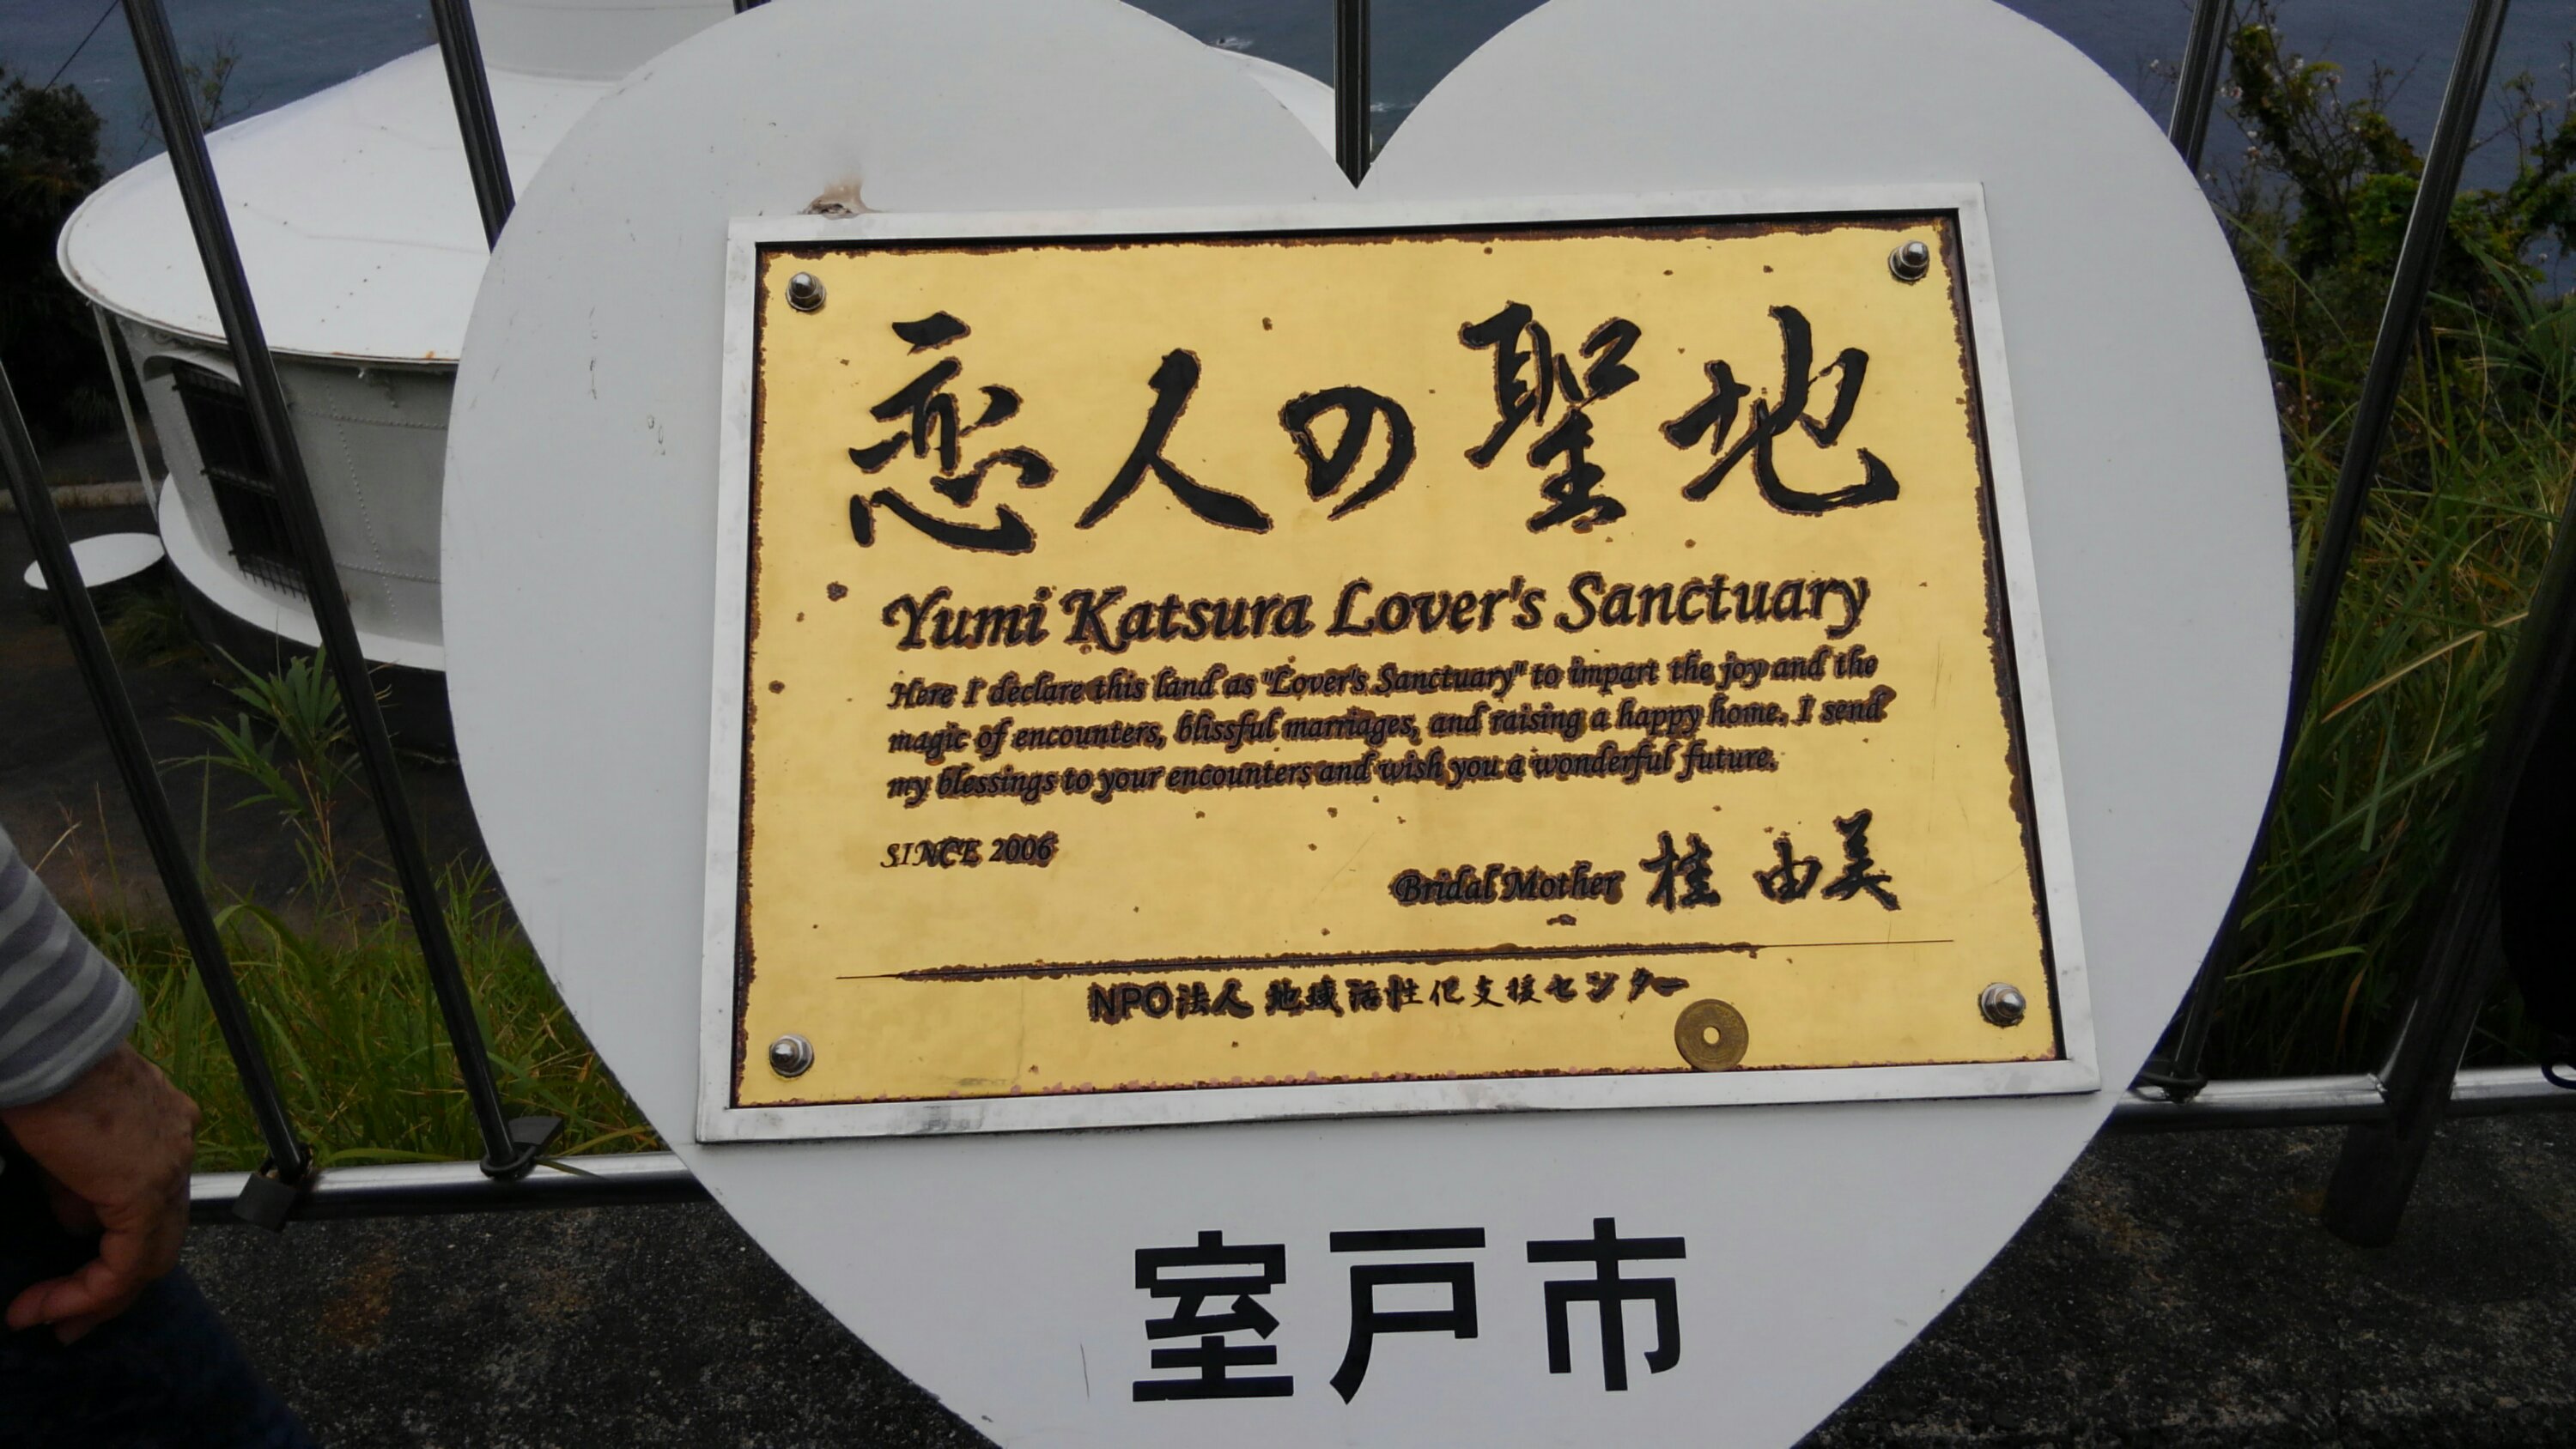 恋人の聖地
Yumi Katsura Lover's Sanctuary
Here I declare this land as "Lover's Sanctuary" to impart the joy and the
magic of encounters, blissful marriages, and raising a happy home. I send
my blessings to your encounters and wish you a wonderful future.
SINCE 2006
Bridal Mother 桂 由美
NPO法人 地域活性化支援センター
室戸市